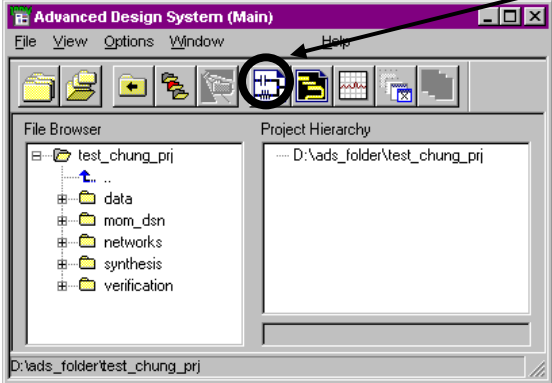 Advanced Design System (Main)
File View Options Window Help
File Browser
Project Hierarchy
test_chung_prj
..
data
mom_dsn
networks
synthesis
verification
D:\ads_folder\test_chung_prj
D:\ads_folder\test_chung_prj